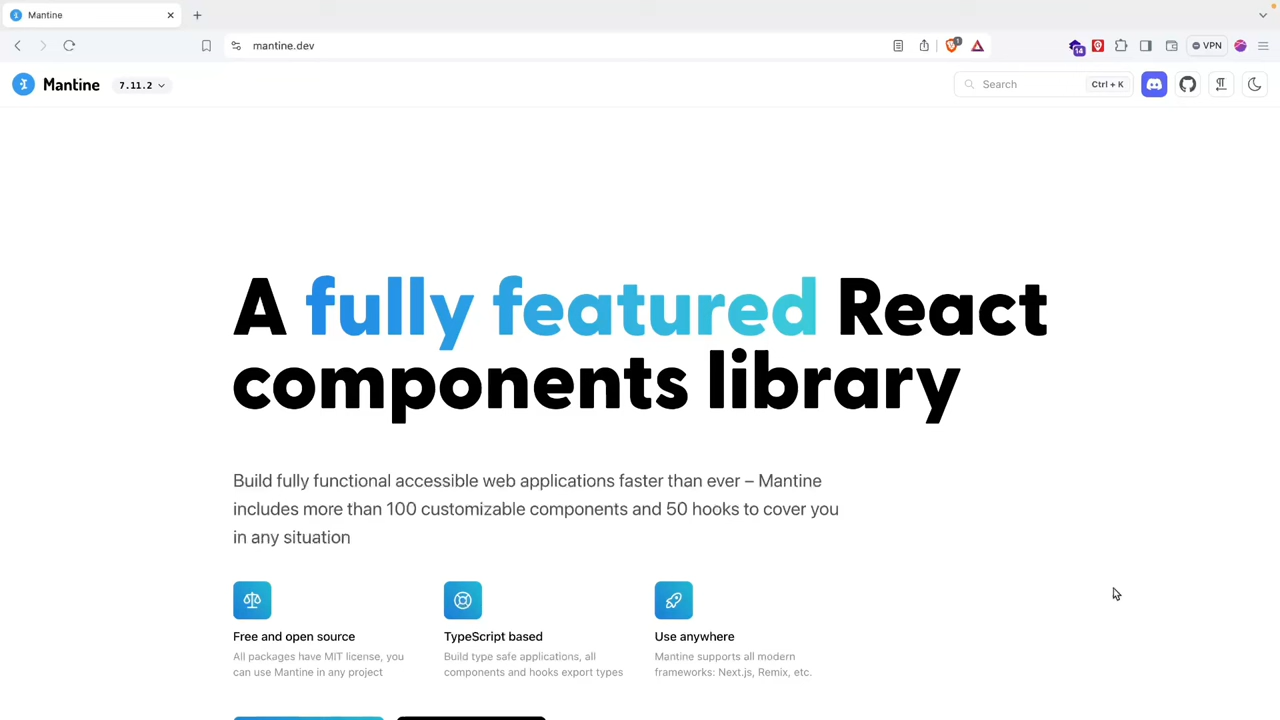 Mantine
mantine.dev
1
14
VPN
Mantine
7.11.2
Search
Ctrl + K
A fully featured React
components library
Build fully functional accessible web applications faster than ever – Mantine
includes more than 100 customizable components and 50 hooks to cover you
in any situation
Free and open source
TypeScript based
Use anywhere
All packages have MIT license, you
can use Mantine in any project
Build type safe applications, all
components and hooks export types
Mantine supports all modern
frameworks: Next.js, Remix, etc.